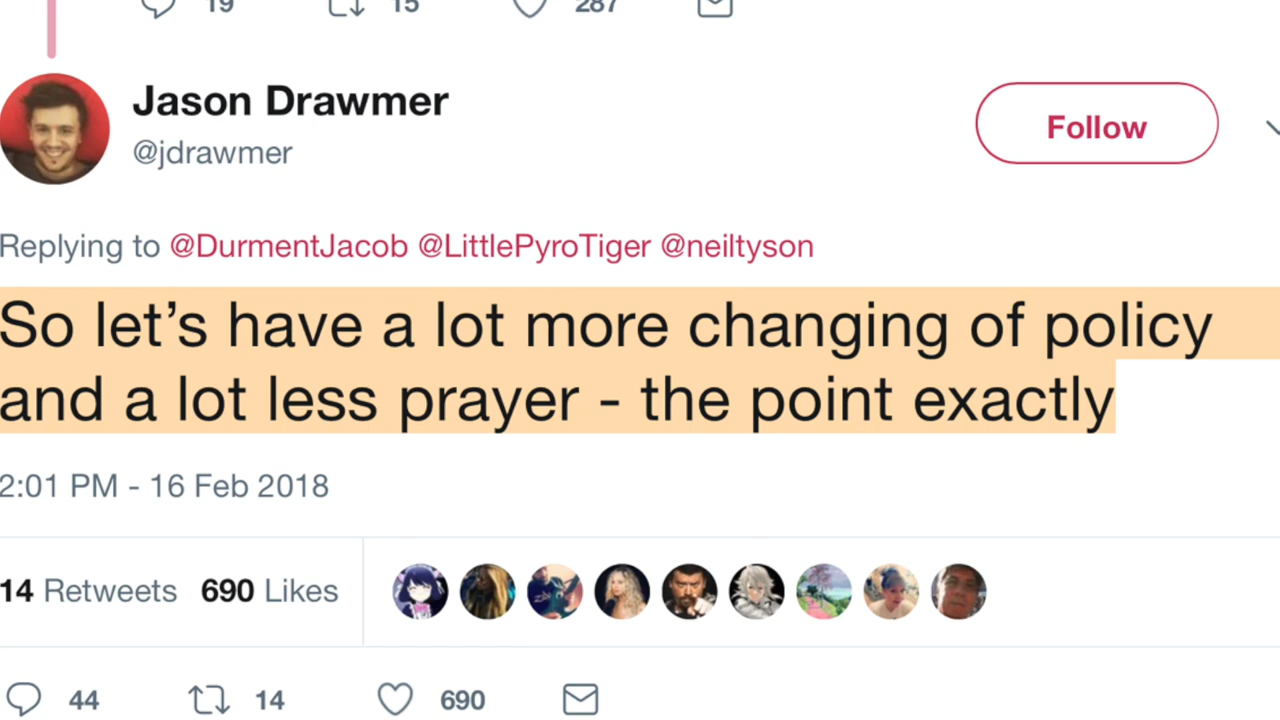 19 15 287
Jason Drawmer
@jdrawmer
Follow
Replying to @DurmentJacob @LittlePyroTiger @neiltyson
So let's have a lot more changing of policy
and a lot less prayer - the point exactly
2:01 PM - 16 Feb 2018
14 Retweets 690 Likes
44 14 690